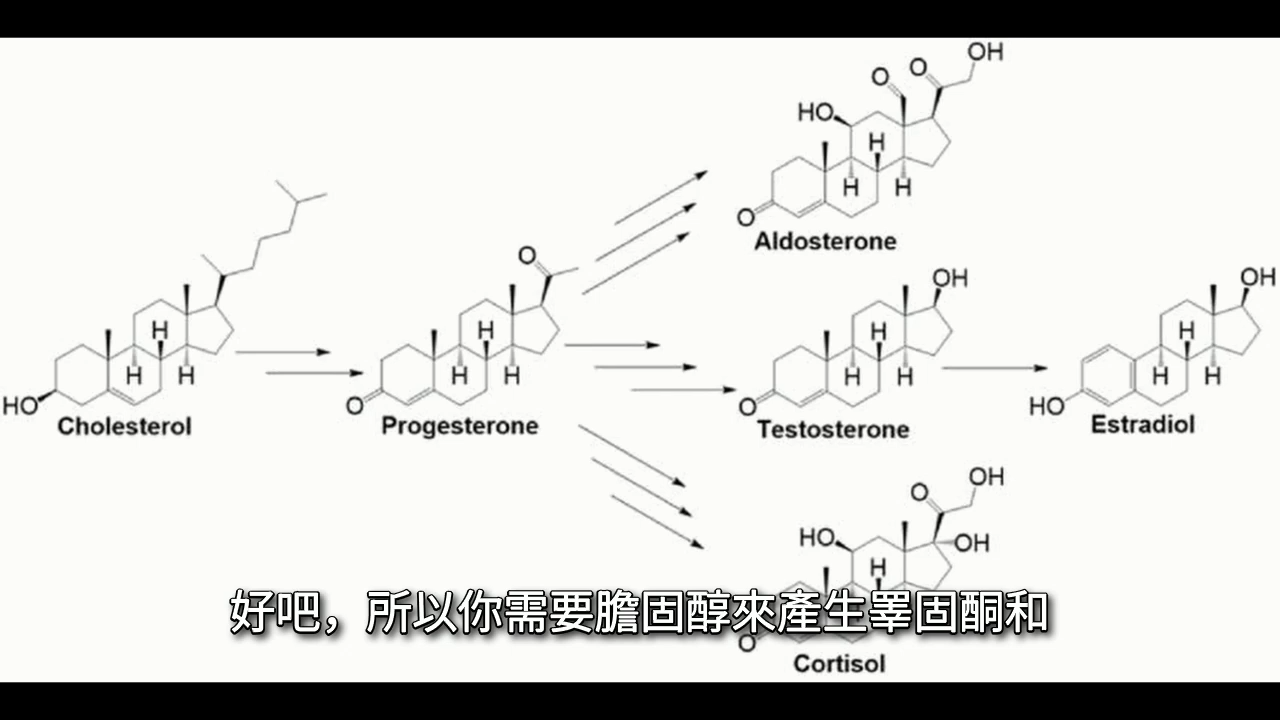 OH
O
O
HO
H
H
H
O
Aldosterone
O
OH
OH
H
H
H
H
H
H
H
H
H
H
H
H
HO
Cholesterol
O
Progesterone
O
Testosterone
HO
Estradiol
OH
O
HO
OH
H
好吧，所以你需要膽固醇來產生睪固酮和
O
Cortisol